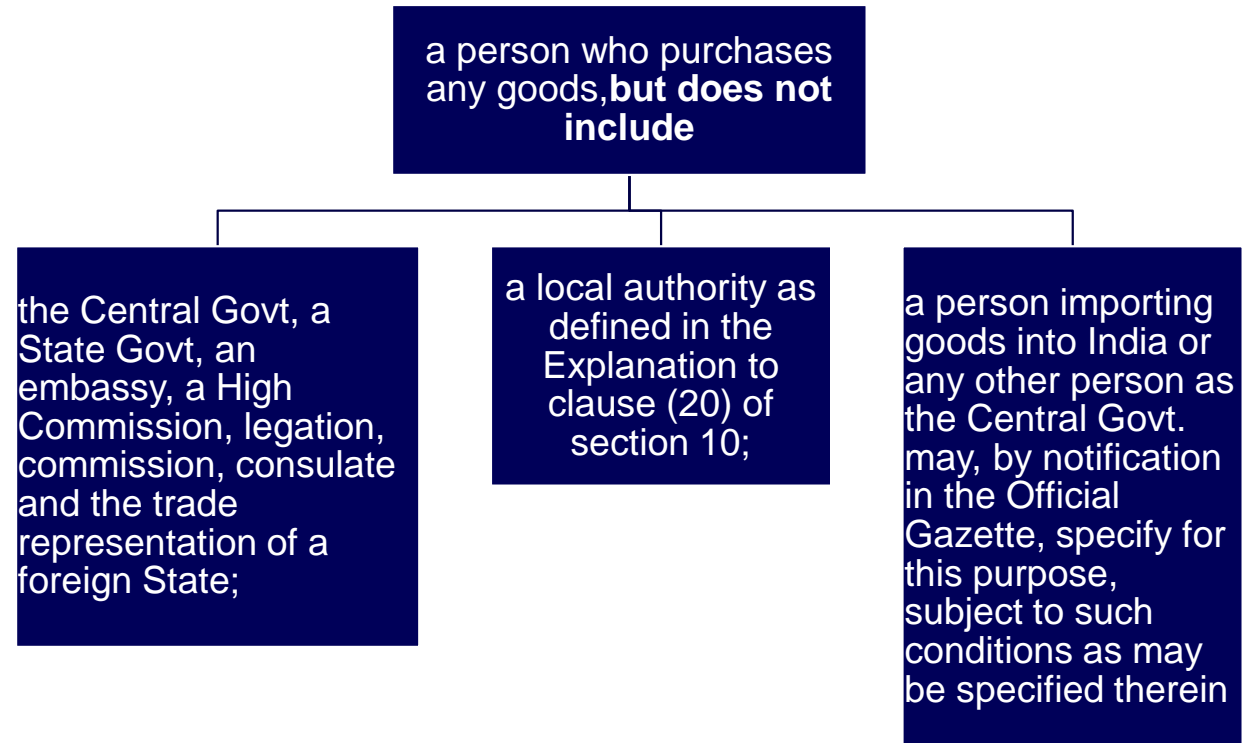 a person who purchases
any goods,but does not
include
the Central Govt, a
State Govt, an
embassy, a High
Commission, legation,
commission, consulate
and the trade
representation of a
foreign State;
a local authority as
defined in the
Explanation to
clause (20) of
section 10;
a person importing
goods into India or
any other person as
the Central Govt.
may, by notification
in the Official
Gazette, specify for
this purpose,
subject to such
conditions as may
be specified therein